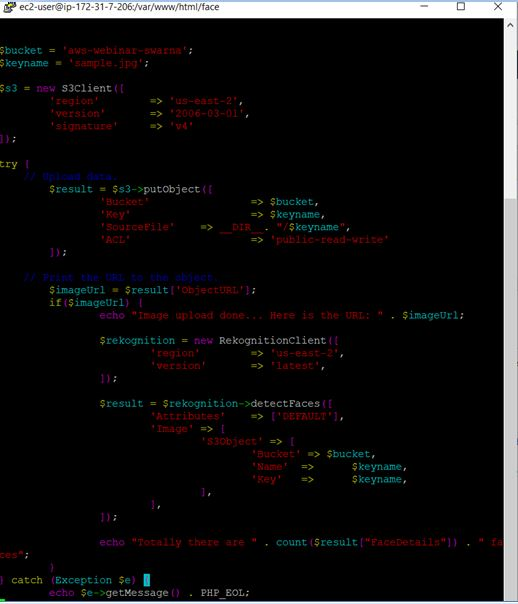 ec2-user@ip-172-31-7-206:/var/www/html/face
$bucket = 'aws-webinar-swarna';
$keyname = 'sample.jpg';
$s3 = new S3Client([
'region' => 'us-east-2',
'version' => '2006-03-01',
'signature' => 'v4'
]);
try {
// Upload data.
$result = $s3->putObject([
'Bucket' => $bucket,
'Key' => $keyname,
'SourceFile' => __DIR__. "/$keyname",
'ACL' => 'public-read-write'
]);
// Print the URL to the object.
$imageUrl = $result['ObjectURL'];
if($imageUrl) {
echo "Image upload done... Here is the URL: " . $imageUrl;
$rekognition = new RekognitionClient([
'region' => 'us-east-2',
'version' => 'latest',
]);
$result = $rekognition->detectFaces([
'Attributes' => ['DEFAULT'],
'Image' => [
'S3Object' => [
'Bucket' => $bucket,
'Name' => $keyname,
'Key' => $keyname,
],
],
]);
echo "Totally there are " . count($result["FaceDetails"]) . " fa
ces";
}
} catch (Exception $e) {
echo $e->getMessage() . PHP_EOL;